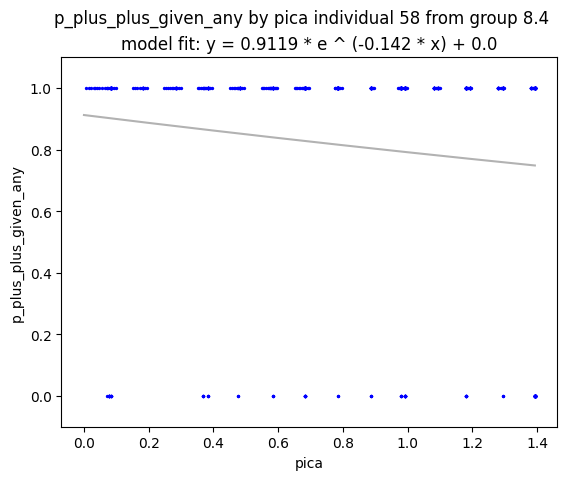 p_plus_plus_given_any by pica individual 58 from group 8.4
model fit: y = 0.9119 * e ^ (-0.142 * x) + 0.0
p_plus_plus_given_any
1.0
0.8
0.6
0.4
0.2
0.0
0.0 0.2 0.4 0.6 0.8 1.0 1.2 1.4
pica